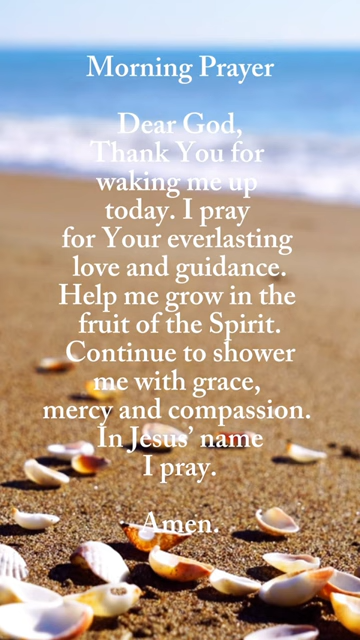 Morning Prayer
Dear God,
Thank You for
waking me up
today. I pray
for Your everlasting
love and guidance.
Help me grow in the
fruit of the Spirit.
Continue to shower
me with grace,
mercy and compassion.
In Jesus’ name
I pray.
Amen.